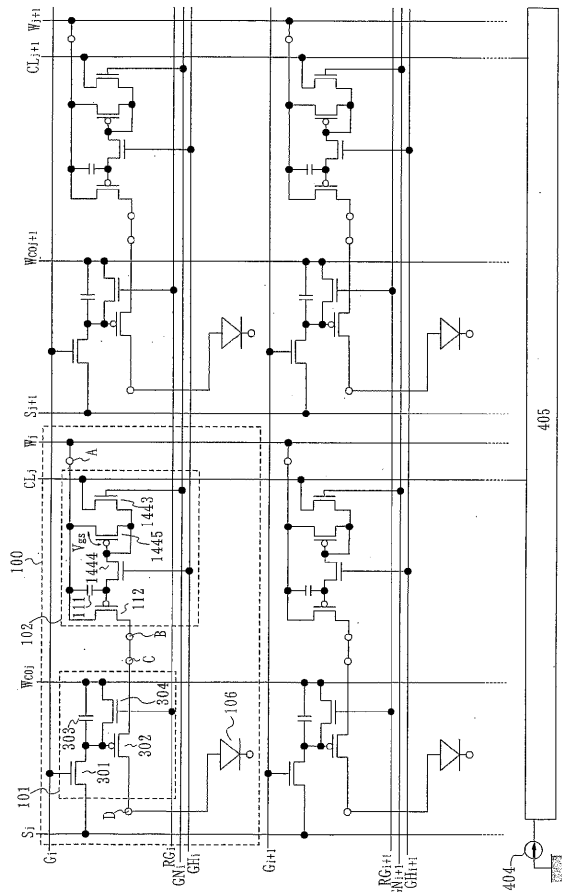 Wj+1
CLj+1
Wcoj+1
Sj+1
Wj
A
CLj
100
1443
1445
Vgs
1444
111
112
102
B
C
Wcoj
304
303
302
301
101
106
D
Sj
Gi
RGi
GNi
GHi
Gi+1
RGi+1
GNi+1
GHi+1
405
404